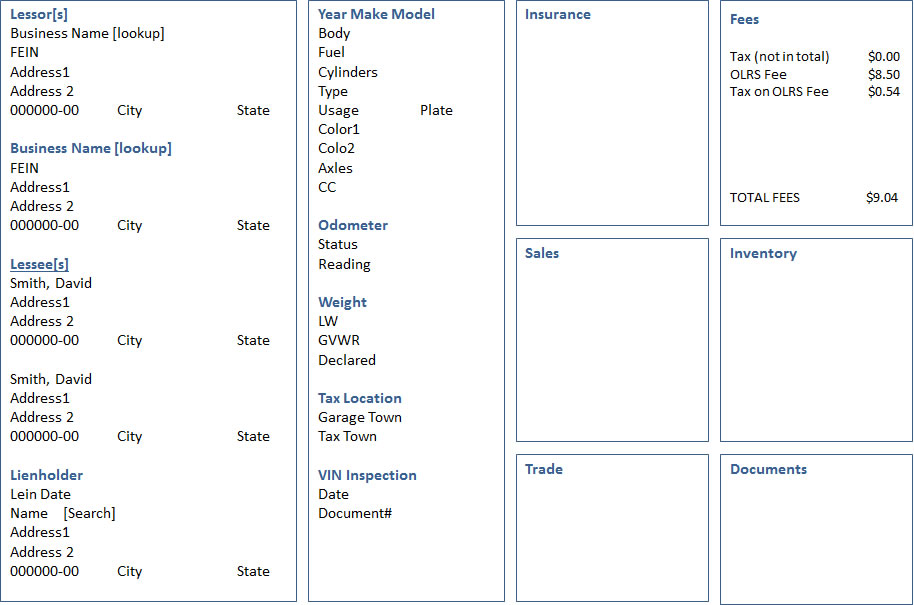 Lessor[s]
Business Name [lookup]
FEIN
Address1
Address 2
000000-00 City State
Business Name [lookup]
FEIN
Address1
Address 2
000000-00 City State
Lessee[s]
Smith, David
Address1
Address 2
000000-00 City State
Smith, David
Address1
Address 2
000000-00 City State
Lienholder
Lein Date
Name [Search]
Address1
Address 2
000000-00 City State
Year Make Model
Body
Fuel
Cylinders
Type
Usage Plate
Color1
Colo2
Axles
CC
Odometer
Status
Reading
Weight
LW
GVWR
Declared
Tax Location
Garage Town
Tax Town
VIN Inspection
Date
Document#
Insurance
Fees
Tax (not in total) $0.00
OLRS Fee $8.50
Tax on OLRS Fee $0.54
TOTAL FEES $9.04
Sales
Inventory
Trade
Documents